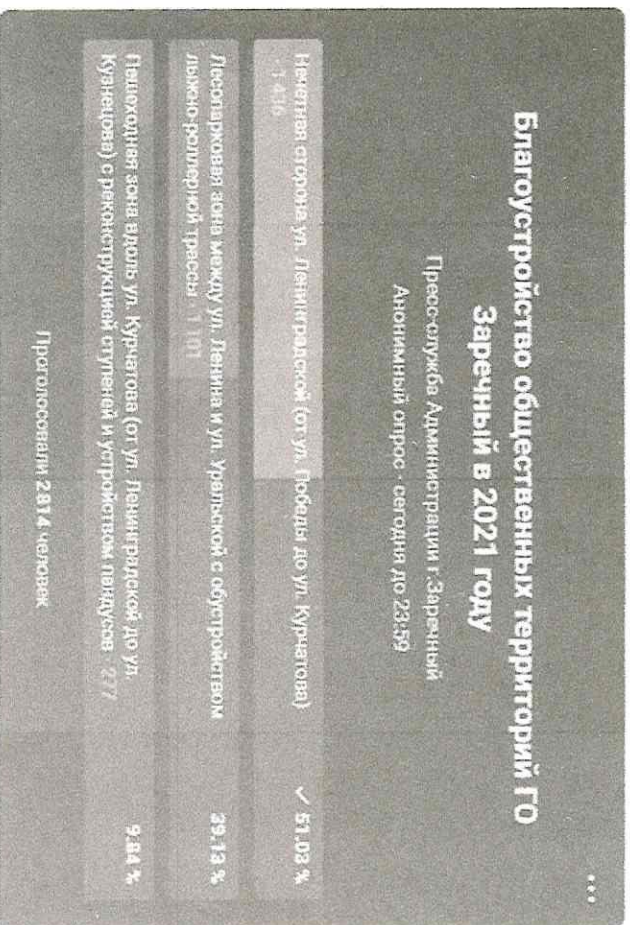 Благоустройство общественных территорий ГО
Заречный в 2021 году
Пресс-служба Администрации г.Заречный
Анонимный опрос · сегодня до 23:59
Нечетная сторона ул. Ленинградской (от ул. Победы до ул. Курчатова)
· 1 436
✓ 51.03 %
Лесопарковая зона между ул. Ленина и ул. Уральской с обустройством
лыжно-роллерной трассы · 1 101
39.13 %
Пешеходная зона вдоль ул. Курчатова (от ул. Ленинградской до ул.
Кузнецова) с реконструкцией ступеней и устройством пандусов · 277
9.84 %
Проголосовали 2 814 человек